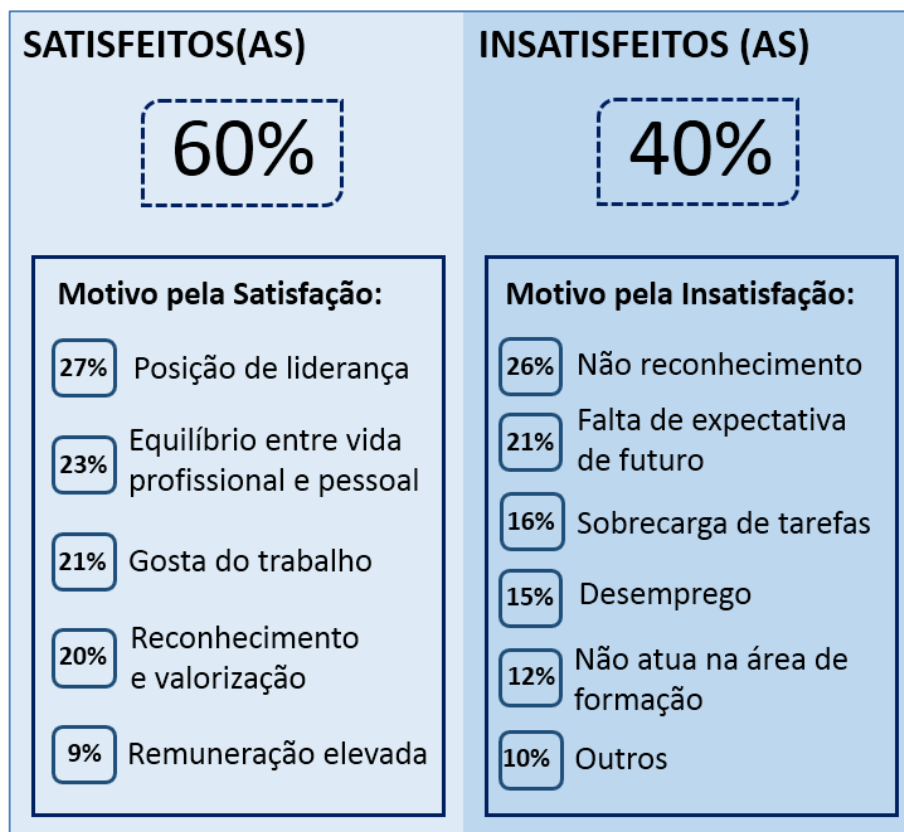 SATISFEITOS(AS)
60%
Motivo pela Satisfação:
27% Posição de liderança
23% Equilíbrio entre vida
profissional e pessoal
21% Gosta do trabalho
20% Reconhecimento
e valorização
9% Remuneração elevada
INSATISFEITOS (AS)
40%
Motivo pela Insatisfação:
26% Não reconhecimento
21% Falta de expectativa
de futuro
16% Sobrecarga de tarefas
15% Desemprego
12% Não atua na área de
formação
10% Outros